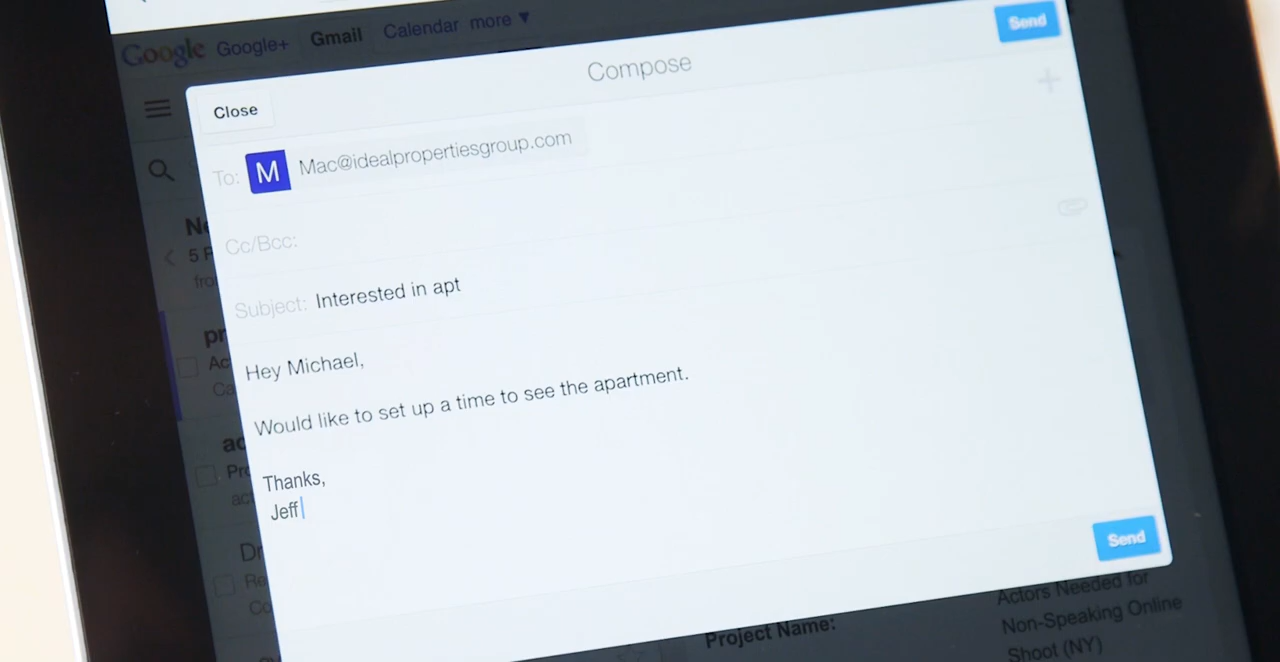 Google Google+ Gmail Calendar more ▼
Send
Compose
Close
To: M Mac@idealpropertiesgroup.com
Cc/Bcc:
Subject: Interested in apt
Hey Michael,
Would like to set up a time to see the apartment.
Thanks,
Jeff
Send
5
Project Name:
Actors Needed for
Non-Speaking Online
Shoot (NY)